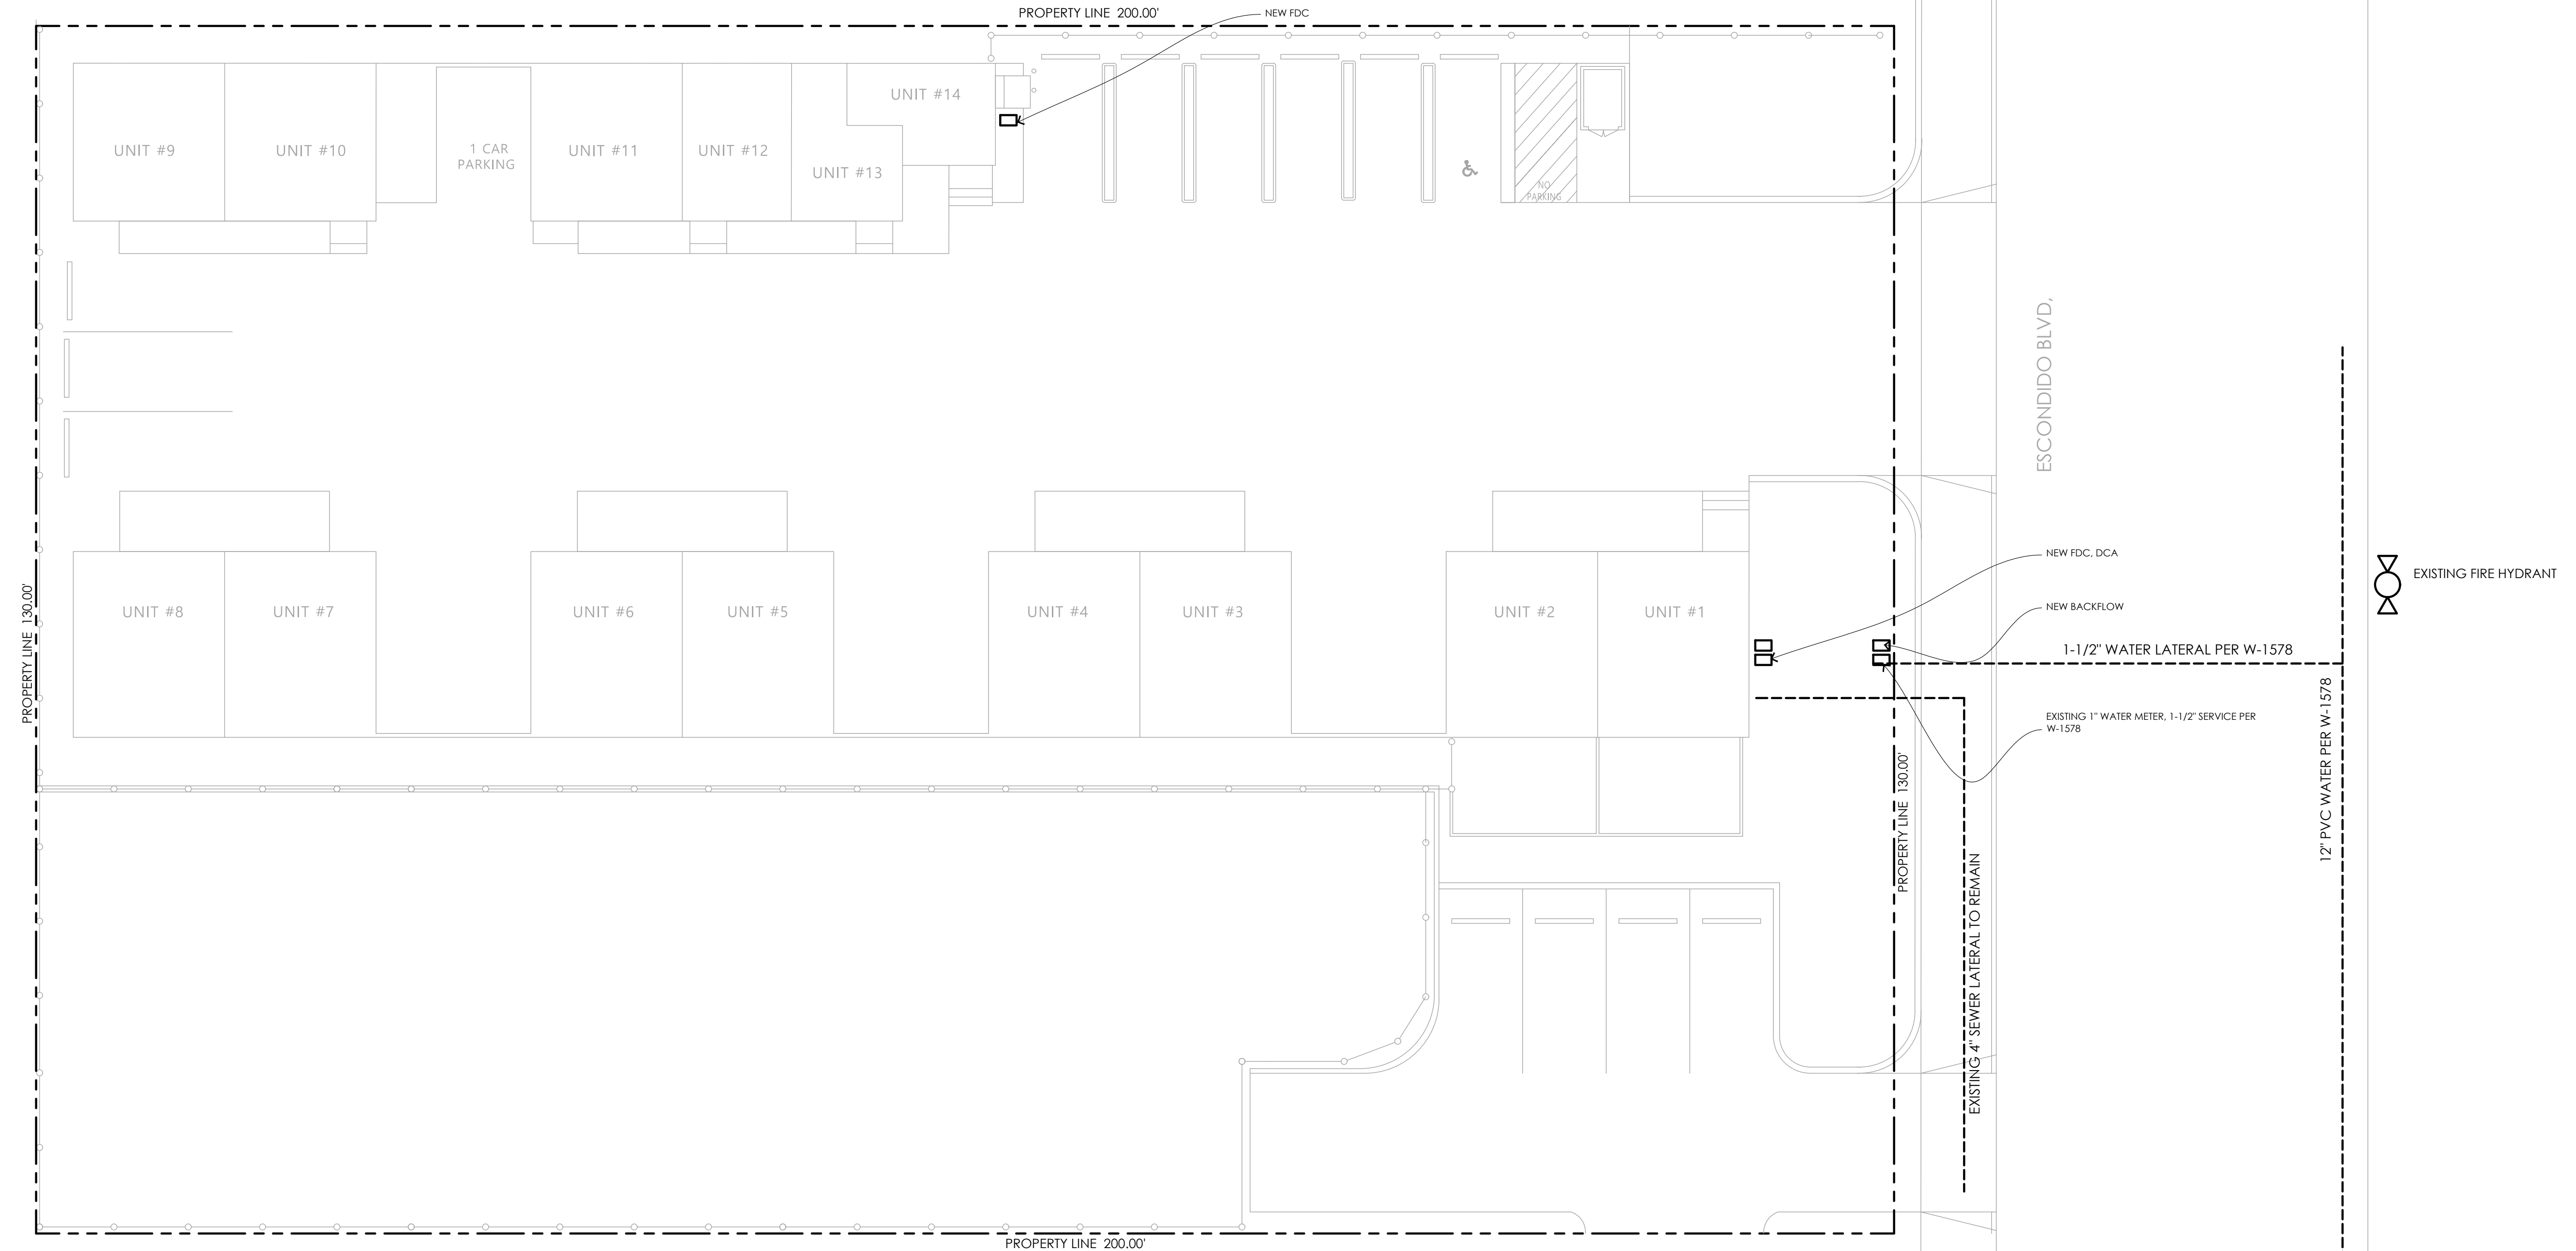 PROPERTY LINE  200.00'
NEW FDC
UNIT #14
UNIT #9
UNIT #10
1 CAR
PARKING
UNIT #11
UNIT #12
UNIT #13
NO
PARKING
ESCONDIDO BLVD,
NEW FDC, DCA
EXISTING FIRE HYDRANT
PROPERTY LINE  130.00'
UNIT #8
UNIT #7
UNIT #6
UNIT #5
UNIT #4
UNIT #3
UNIT #2
UNIT #1
NEW BACKFLOW
1-1/2" WATER LATERAL PER W-1578
EXISTING 1" WATER METER, 1-1/2" SERVICE PER
W-1578
12" PVC WATER PER W-1578
PROPERTY LINE  130.00'
EXISTING 4" SEWER LATERAL TO REMAIN
PROPERTY LINE  200.00'